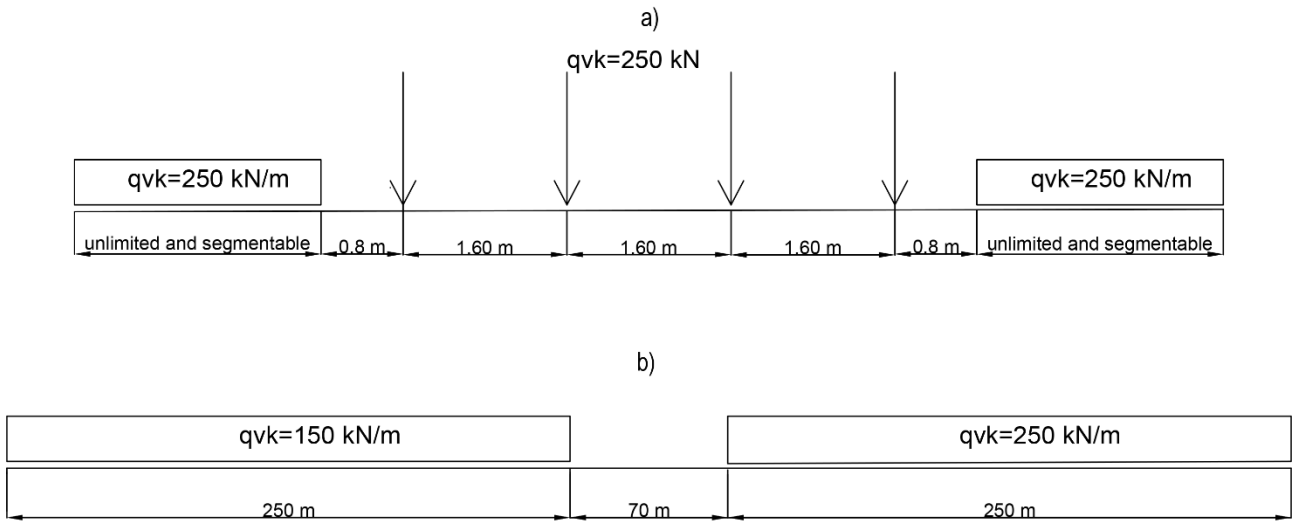 a)
qvk=250 kN
qvk=250 kN/m
qvk=250 kN/m
unlimited and segmentable
0.8 m
1.60 m
1.60 m
1.60 m
0.8 m
unlimited and segmentable
b)
qvk=150 kN/m
qvk=250 kN/m
250 m
70 m
250 m